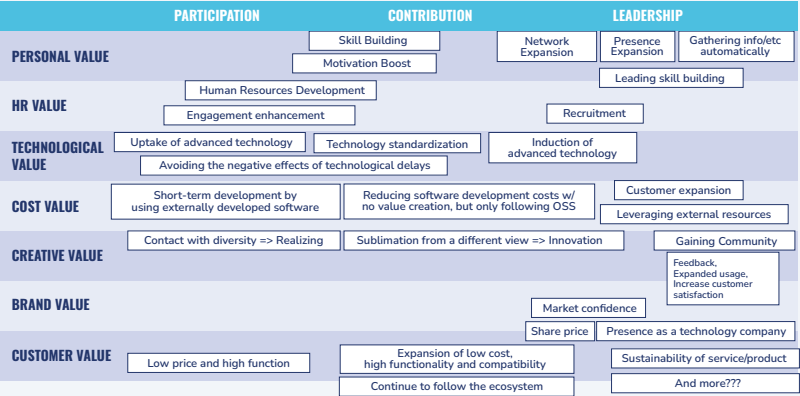 PARTICIPATION CONTRIBUTION LEADERSHIP
PERSONAL VALUE
Skill Building
Motivation Boost
Network
Expansion
Presence
Expansion
Gathering info/etc
automatically
Leading skill building
HR VALUE
Human Resources Development
Engagement enhancement
Recruitment
TECHNOLOGICAL
VALUE
Uptake of advanced technology
Technology standardization
Induction of
advanced technology
Avoiding the negative effects of technological delays
COST VALUE
Short-term development by
using externally developed software
Reducing software development costs w/
no value creation, but only following OSS
Customer expansion
Leveraging external resources
CREATIVE VALUE
Contact with diversity => Realizing
Sublimation from a different view => Innovation
Gaining Community
Feedback,
Expanded usage,
Increase customer
satisfaction
BRAND VALUE
Market confidence
Share price
Presence as a technology company
CUSTOMER VALUE
Low price and high function
Expansion of low cost,
high functionality and compatibility
Sustainability of service/product
Continue to follow the ecosystem
And more???